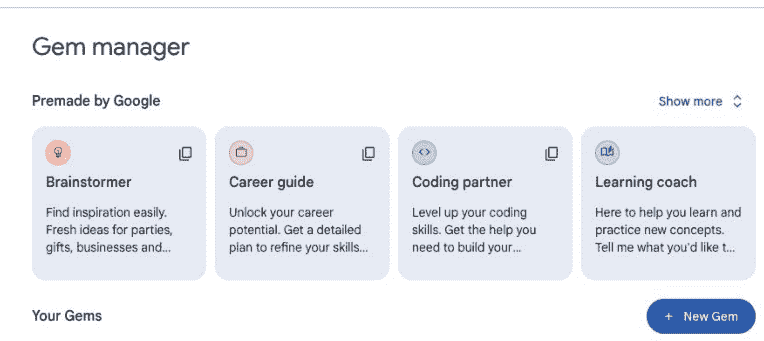 Gem manager
Premade by Google
Show more
Brainstormer
Find inspiration easily.
Fresh ideas for parties,
gifts, businesses and...
Career guide
Unlock your career
potential. Get a detailed
plan to refine your skills...
Coding partner
Level up your coding
skills. Get the help you
need to build your...
Learning coach
Here to help you learn and
practice new concepts.
Tell me what you'd like t...
Your Gems
+ New Gem